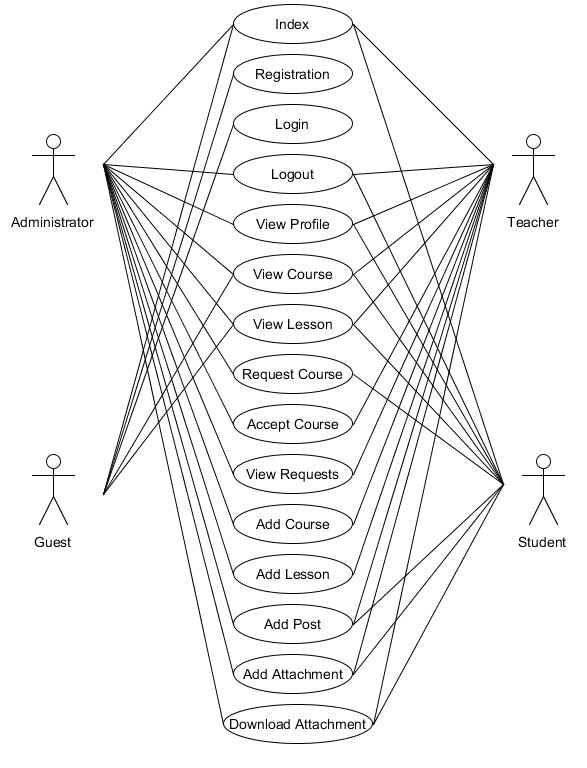 Index
Registration
Login
Logout
View Profile
View Course
View Lesson
Request Course
Accept Course
View Requests
Add Course
Add Lesson
Add Post
Add Attachment
Download Attachment
Administrator
Teacher
Guest
Student